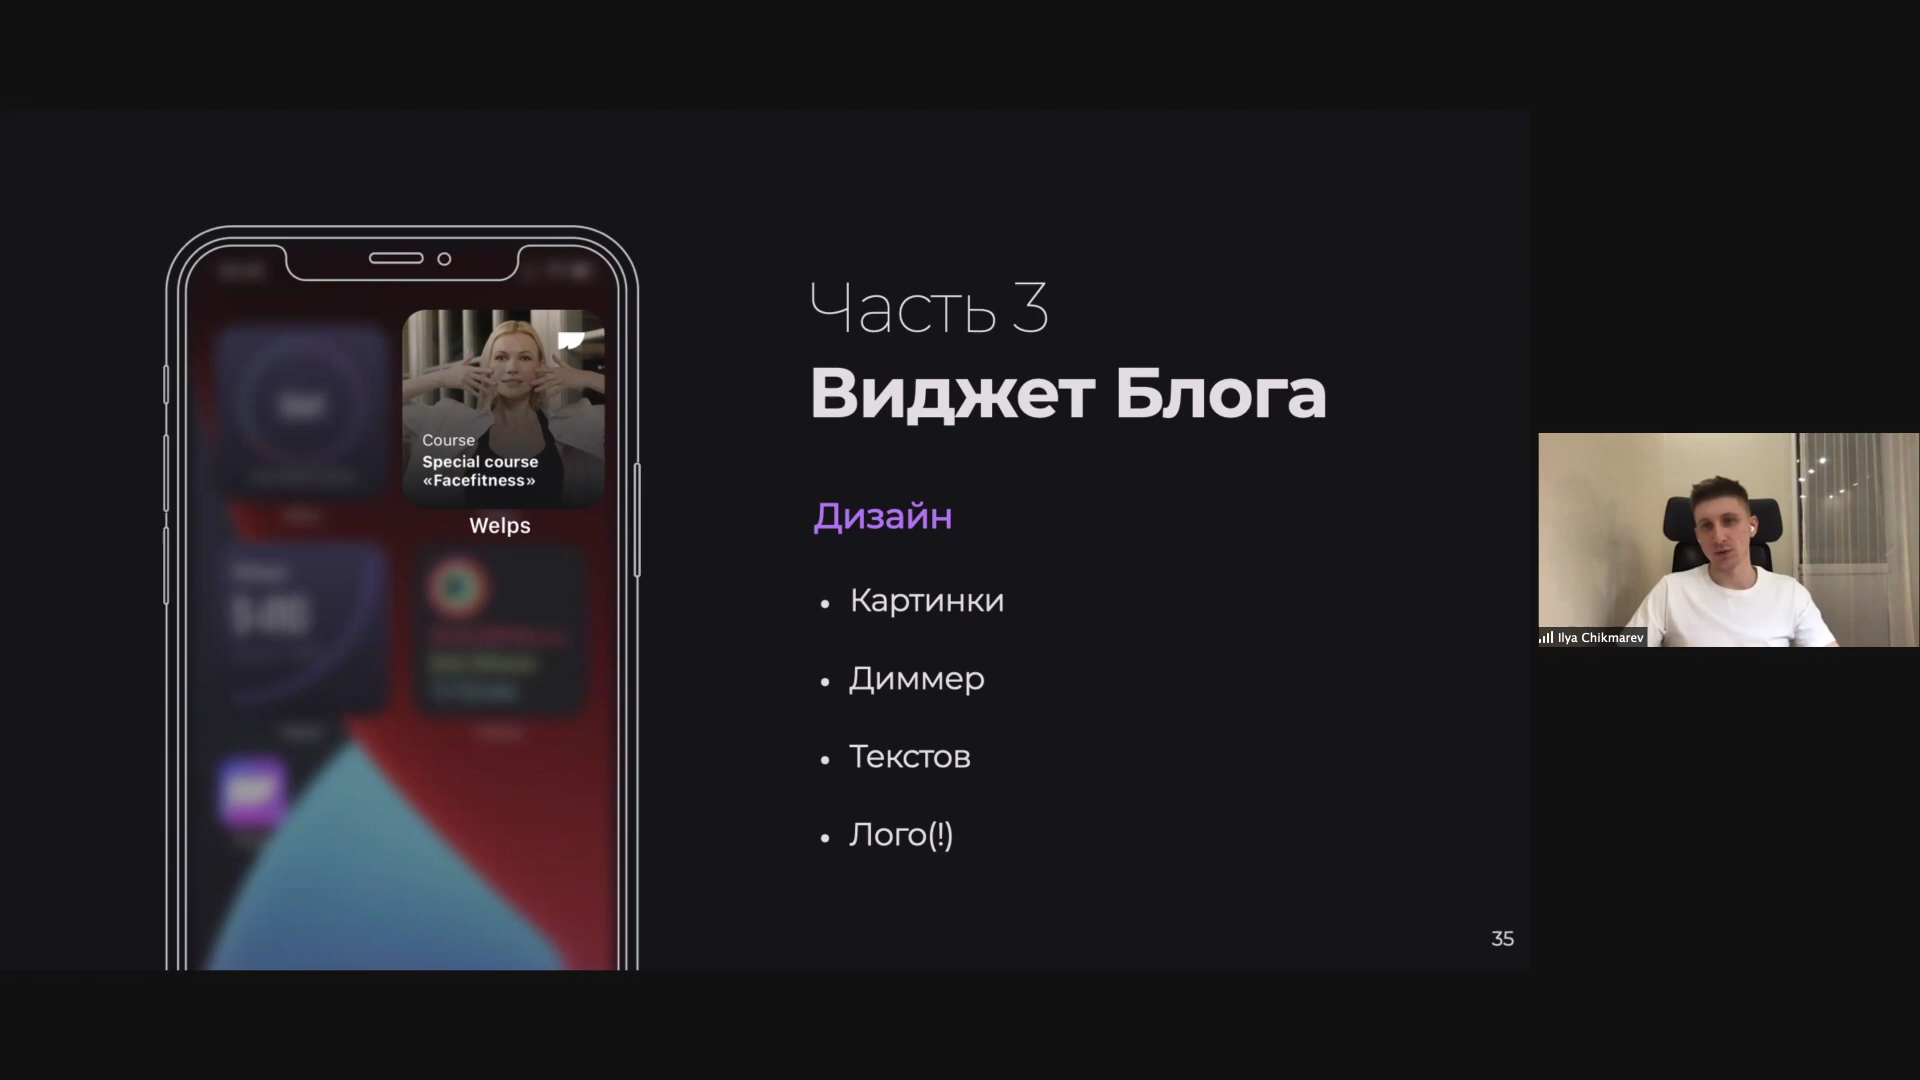 Часть 3
Виджет Блога
Дизайн
• Картинки
• Диммер
• Текстов
• Лого(!)
Course
Special course
«Facefitness»
Welps
35
Ilya Chikmarev